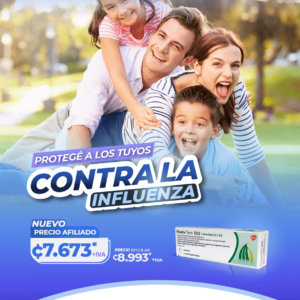 PROTEGÉ A LOS TUYOS
CONTRA LA
INFLUENZA
NUEVO
PRECIO AFILIADO
₡7.673* +IVA
PRECIO REGULAR
₡8.993* +IVA